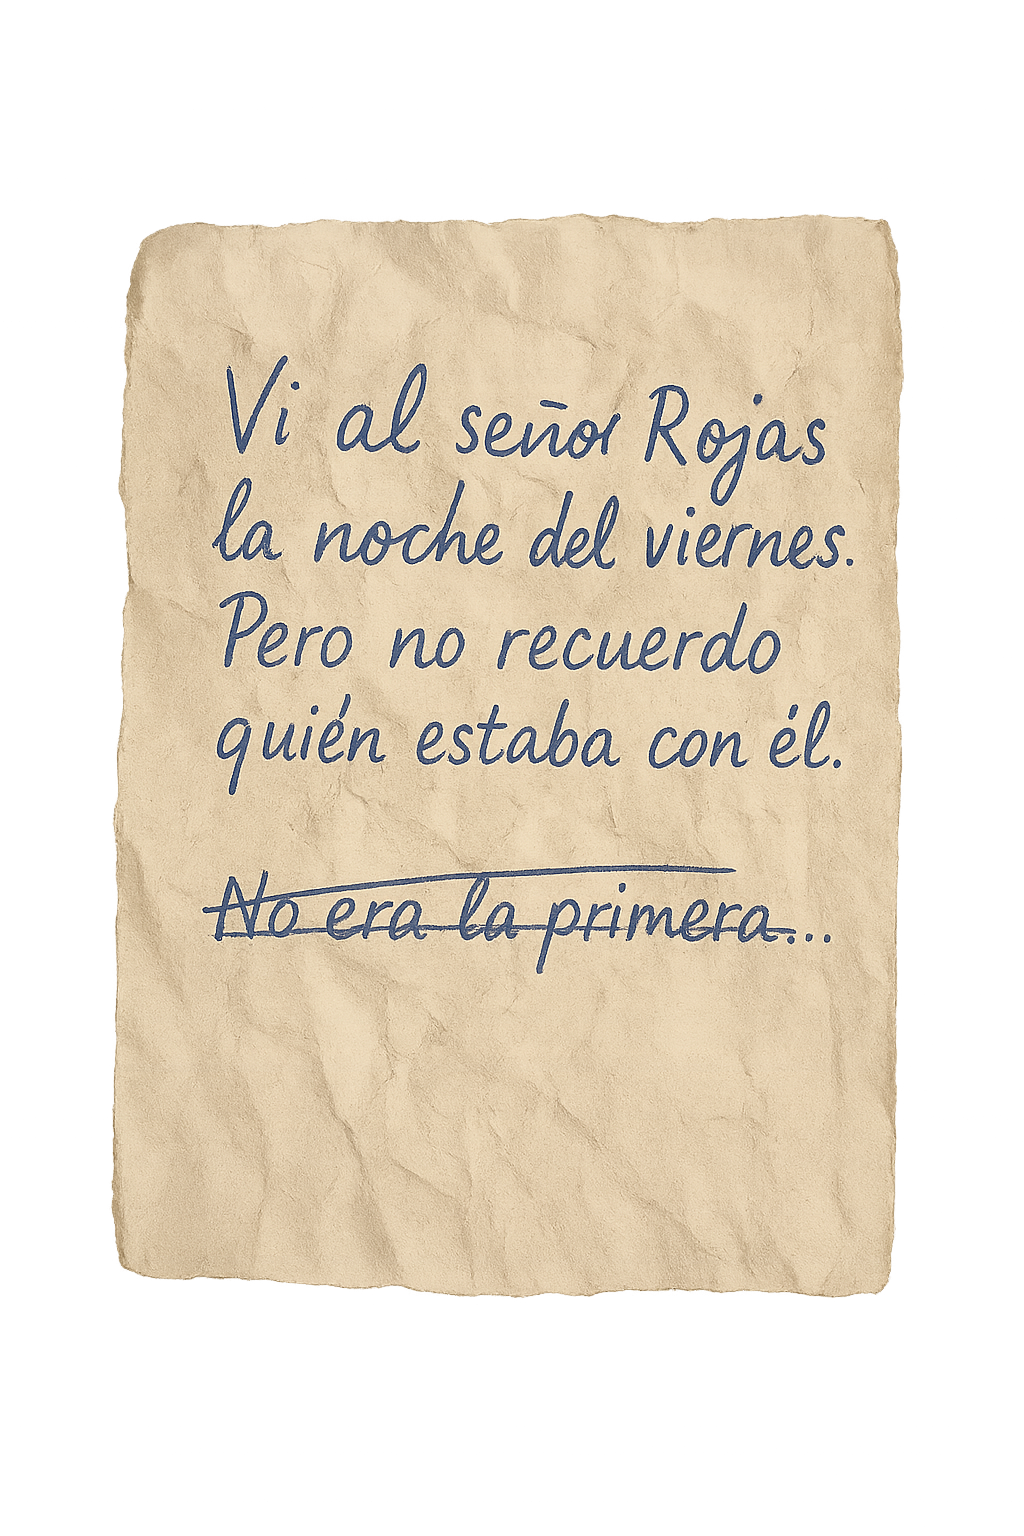 Vi al señor Rojas
la noche del viernes.
Pero no recuerdo
quién estaba con él.
No era la primera...